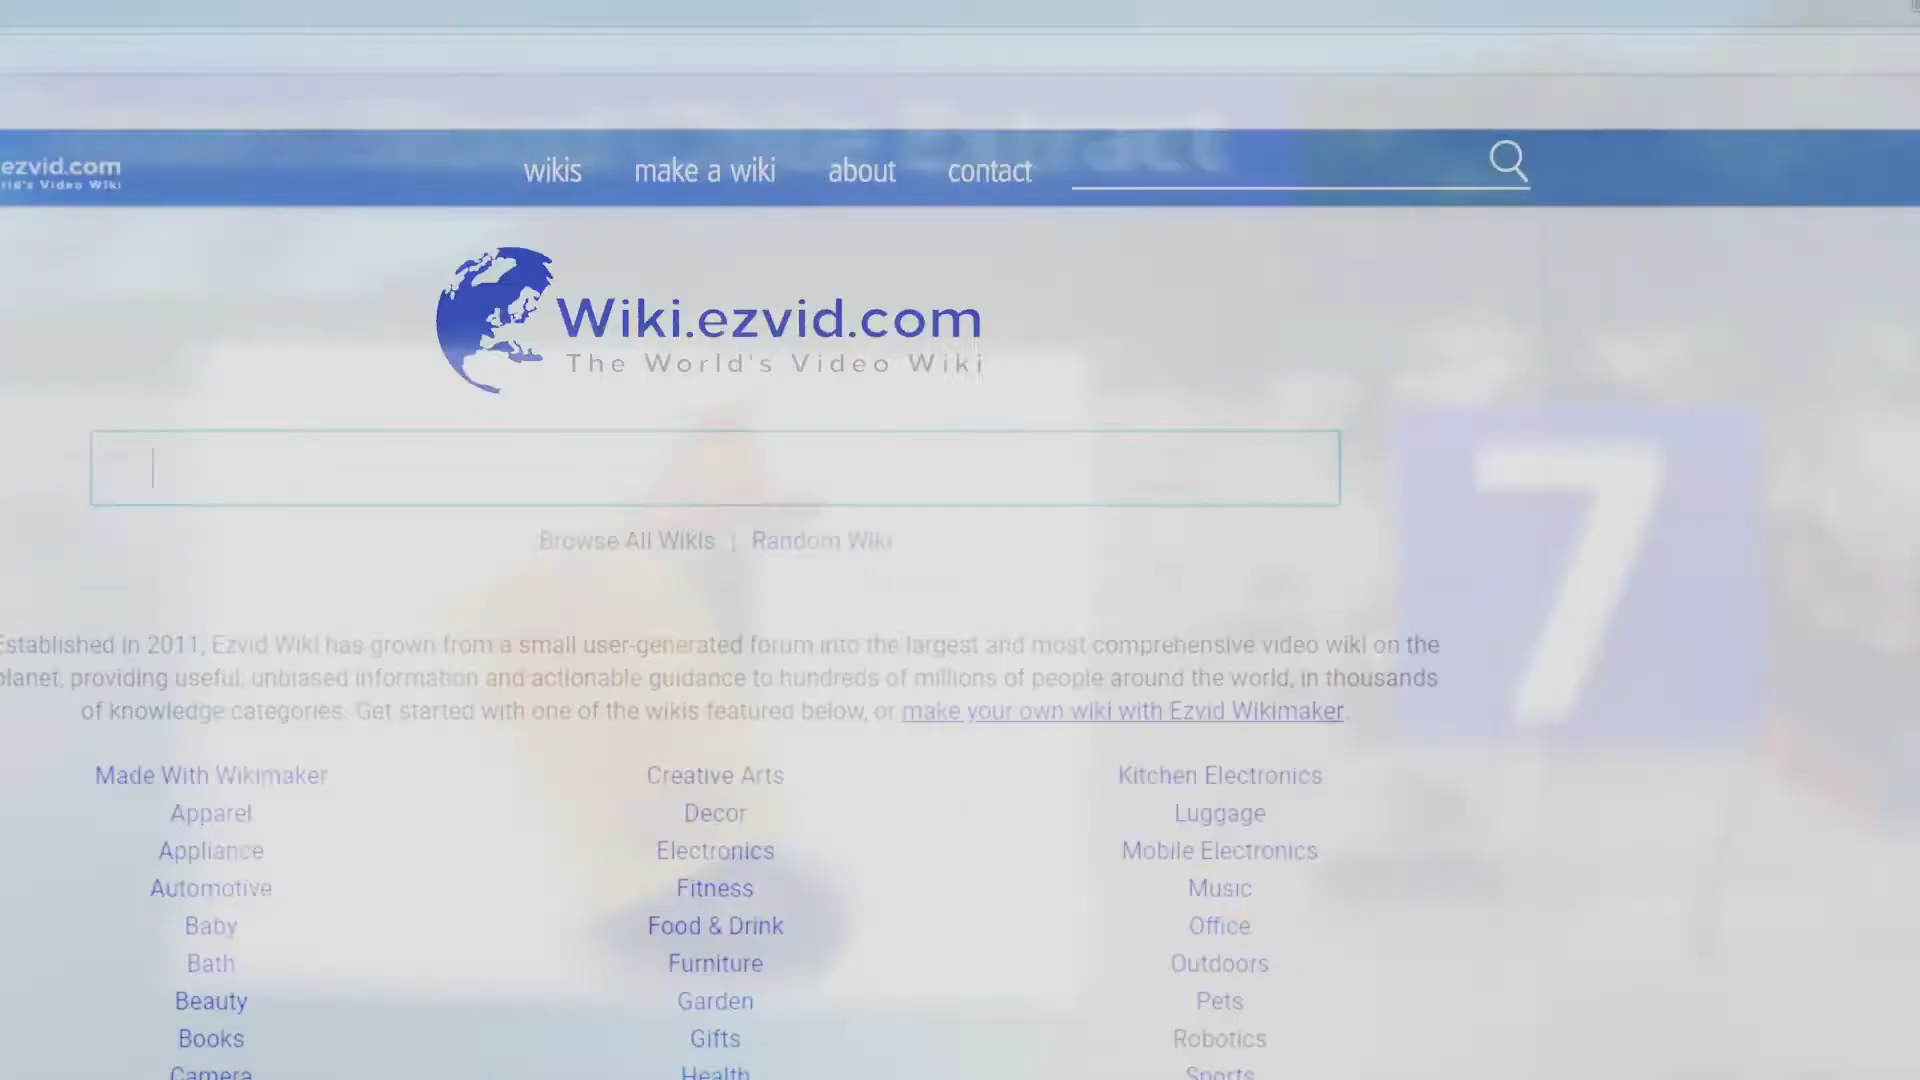 ezvid.com
wikis make a wiki about contact
Extract
Wiki.ezvid.com
The World's Video Wiki
7
Browse All Wikis | Random Wiki
Established in 2011, Ezvid Wiki has grown from a small user-generated forum into the largest and most comprehensive video wiki on the
planet, providing useful, unbiased information and actionable guidance to hundreds of millions of people around the world, in thousands
of knowledge categories. Get started with one of the wikis featured below, or make your own wiki with Ezvid Wikimaker.
Made With Wikimaker Creative Arts Kitchen Electronics
Apparel Decor Luggage
Appliance Electronics Mobile Electronics
Automotive Fitness Music
Baby Food & Drink Office
Bath Furniture Outdoors
Beauty Garden Pets
Books Gifts Robotics
Camera Health Sports